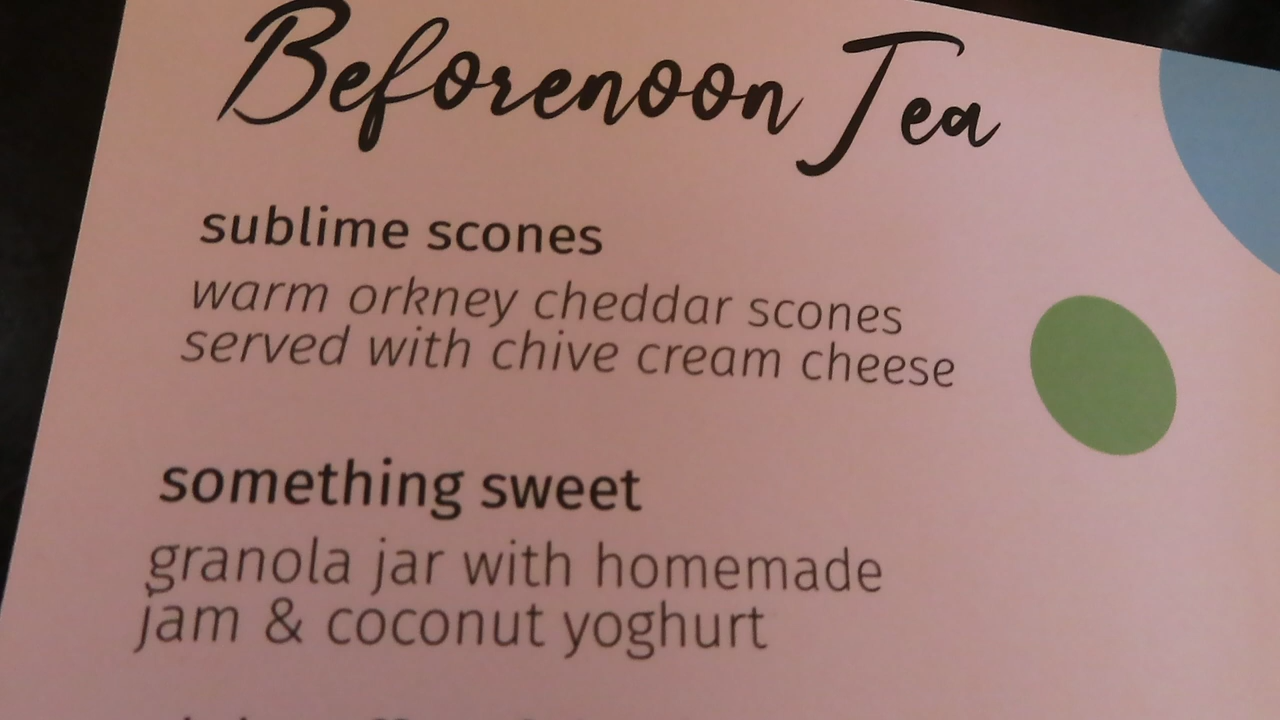 Beforenoon Tea
sublime scones
warm orkney cheddar scones
served with chive cream cheese
something sweet
granola jar with homemade
jam & coconut yoghurt